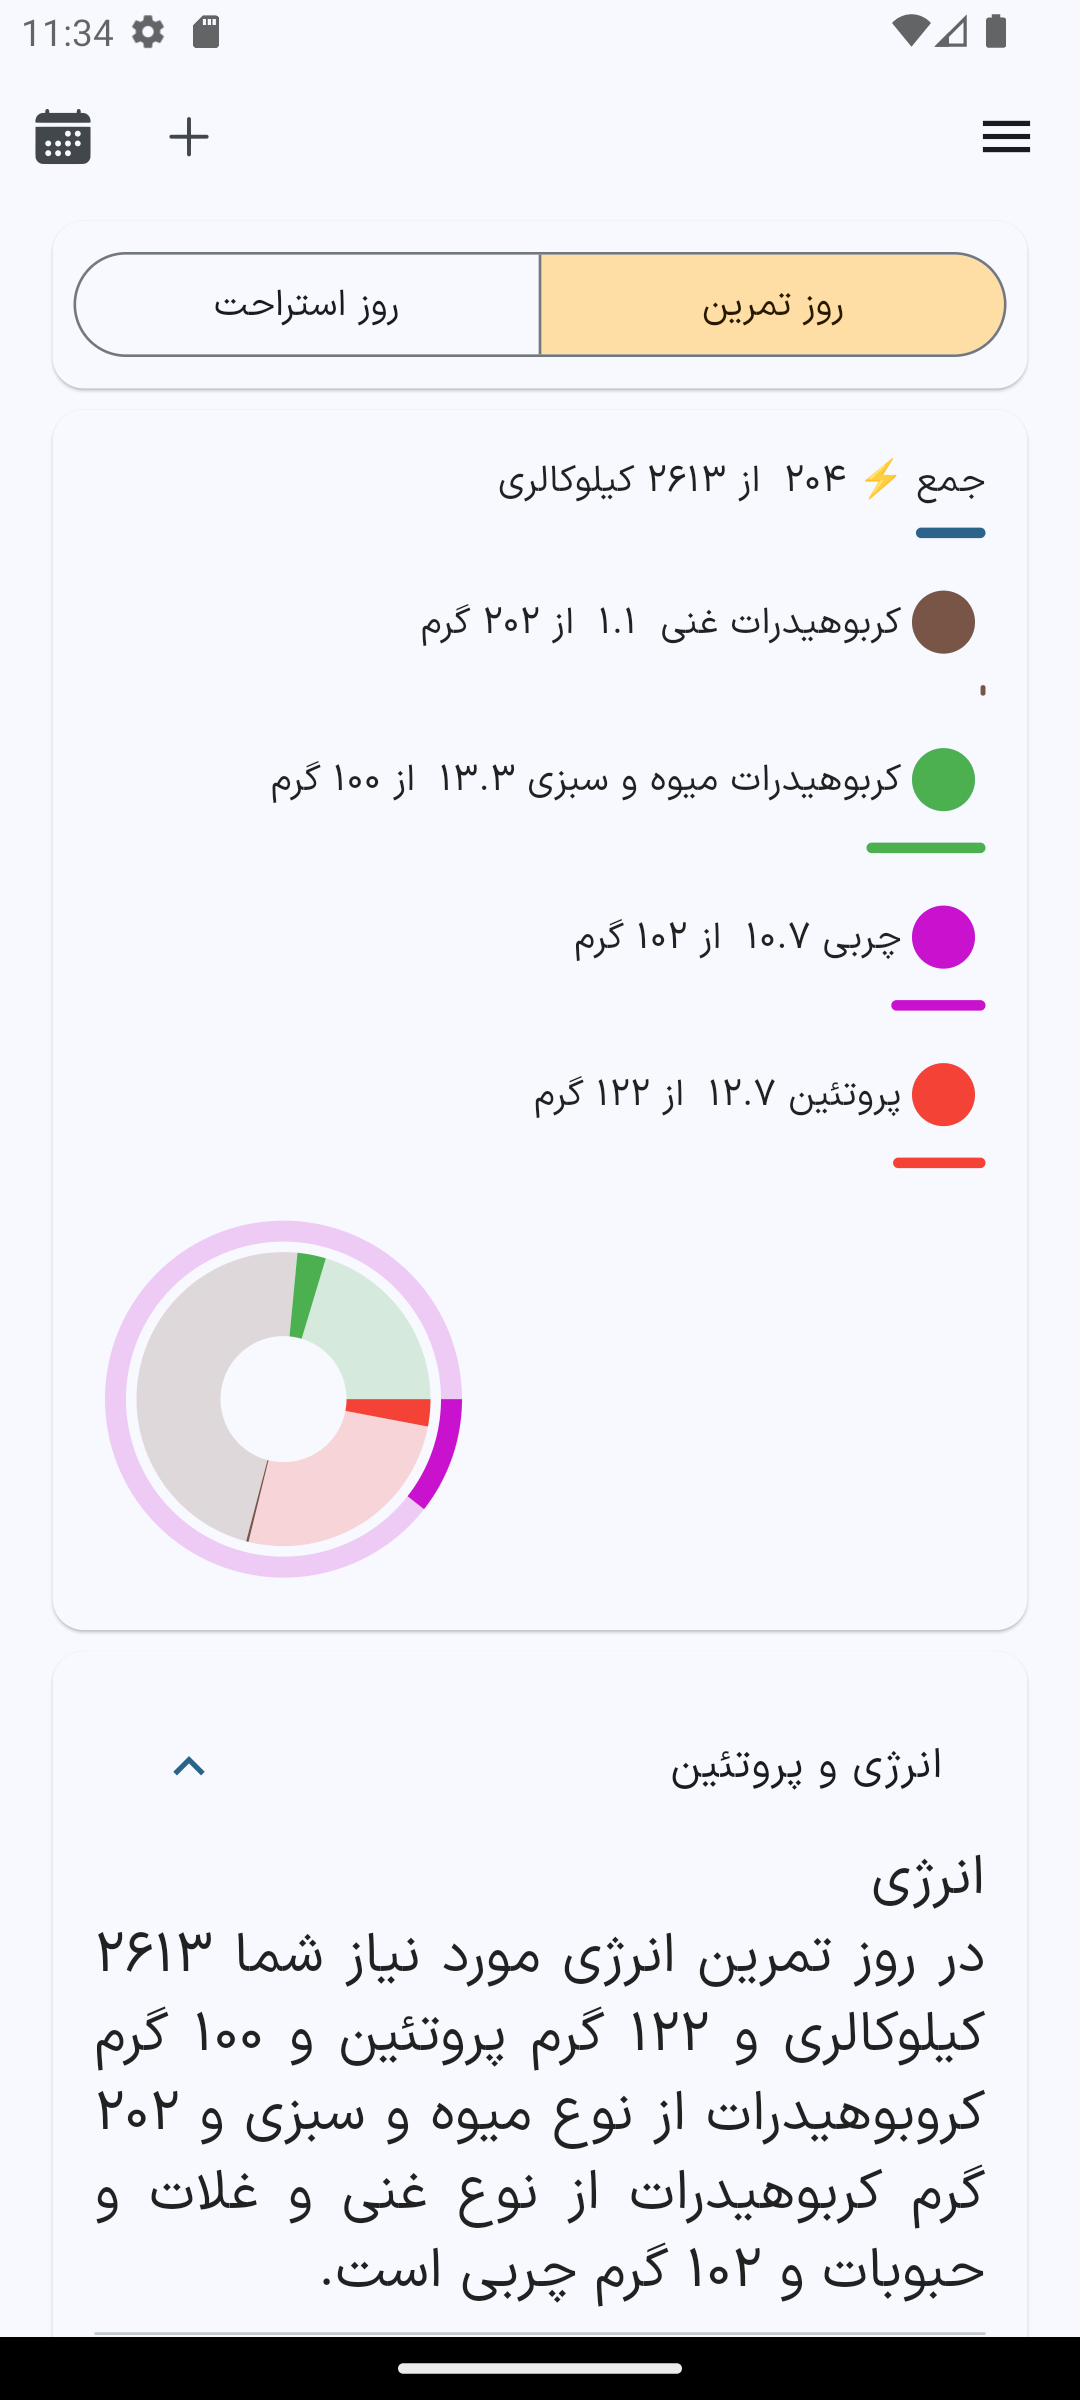 11:34
روز تمرین
روز استراحت
جمع ⚡ ۲۰۴ از ۲۶۱۳ کیلوکالری
کربوهیدرات غنی ۱.۱ از ۲۰۲ گرم
کربوهیدرات میوه و سبزی ۱۳.۳ از ۱۰۰ گرم
چربی ۱۰.۷ از ۱۰۲ گرم
پروتئین ۱۲.۷ از ۱۲۲ گرم
انرژی و پروتئین
انرژی
در روز تمرین انرژی مورد نیاز شما ۲۶۱۳
کیلوکالری و ۱۲۲ گرم پروتئین و ۱۰۰ گرم
کروبوهیدرات از نوع میوه و سبزی و ۲۰۲
گرم کربوهیدرات از نوع غنی و غلات و
حبوبات و ۱۰۲ گرم چربی است.